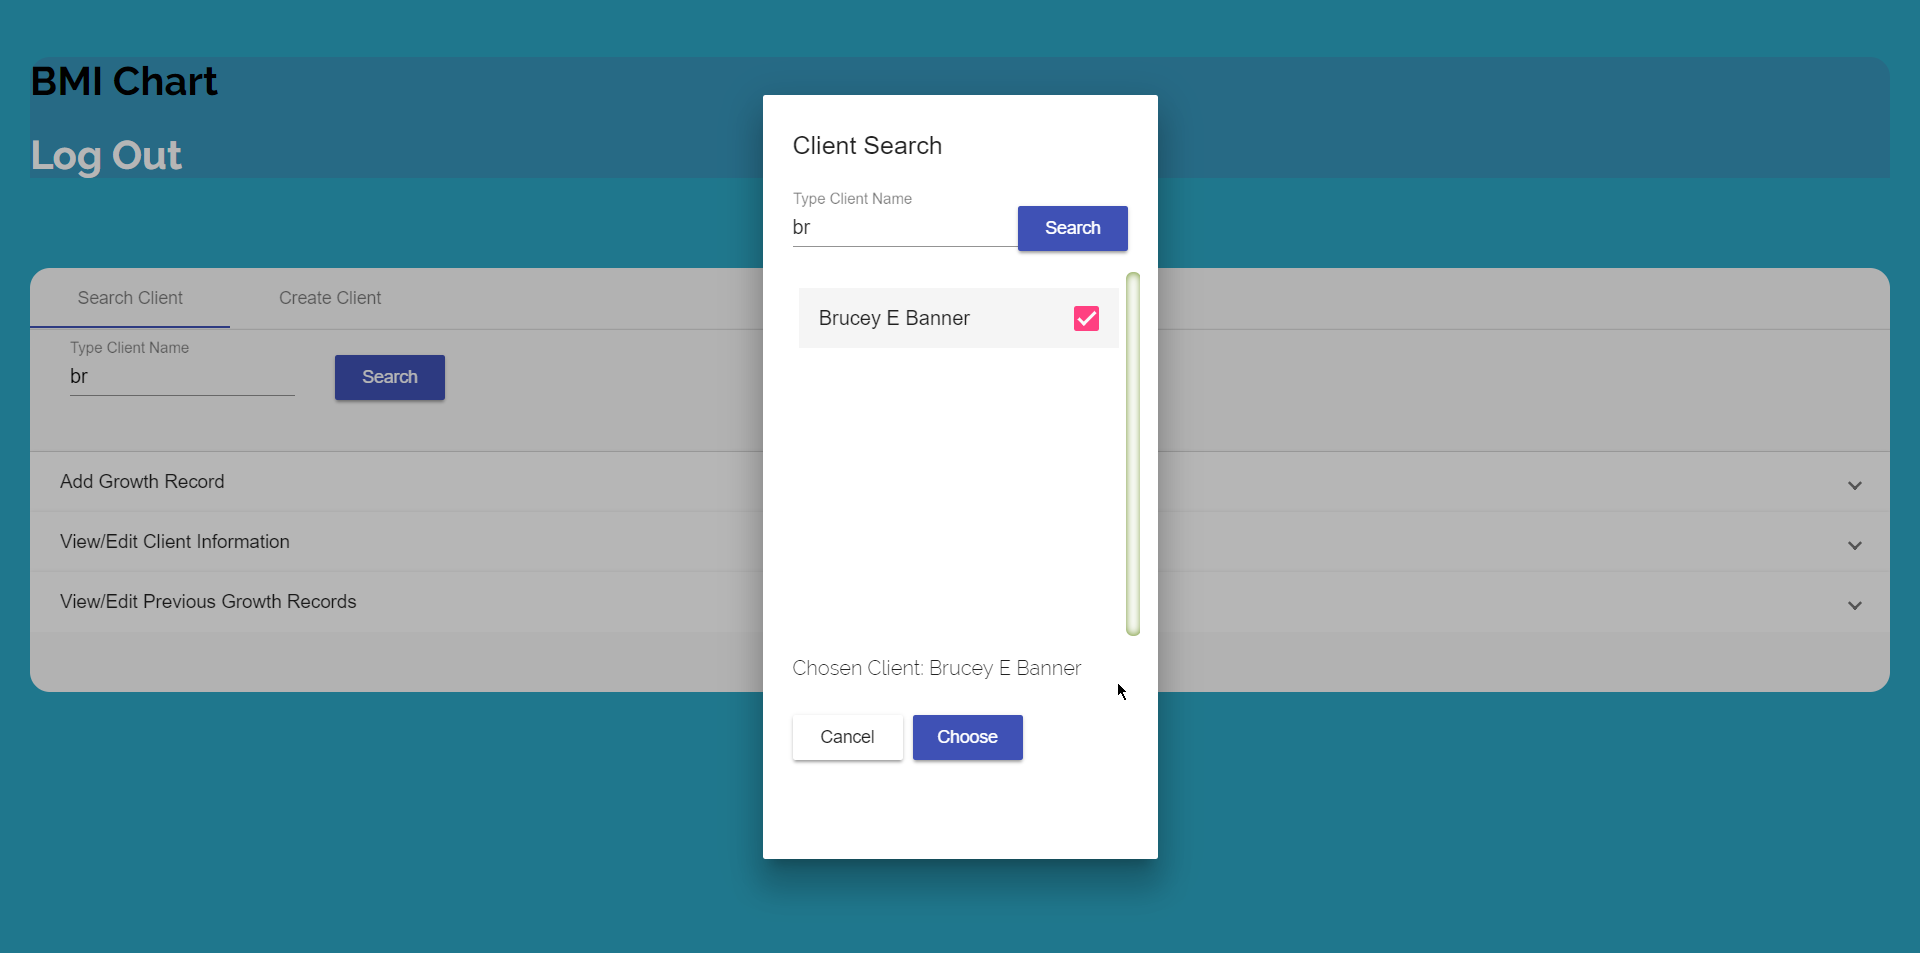 BMI Chart
Log Out
Search Client
Create Client
Type Client Name
br
Search
Add Growth Record
View/Edit Client Information
View/Edit Previous Growth Records
Client Search
Type Client Name
br
Search
Brucey E Banner
Chosen Client: Brucey E Banner
Cancel
Choose